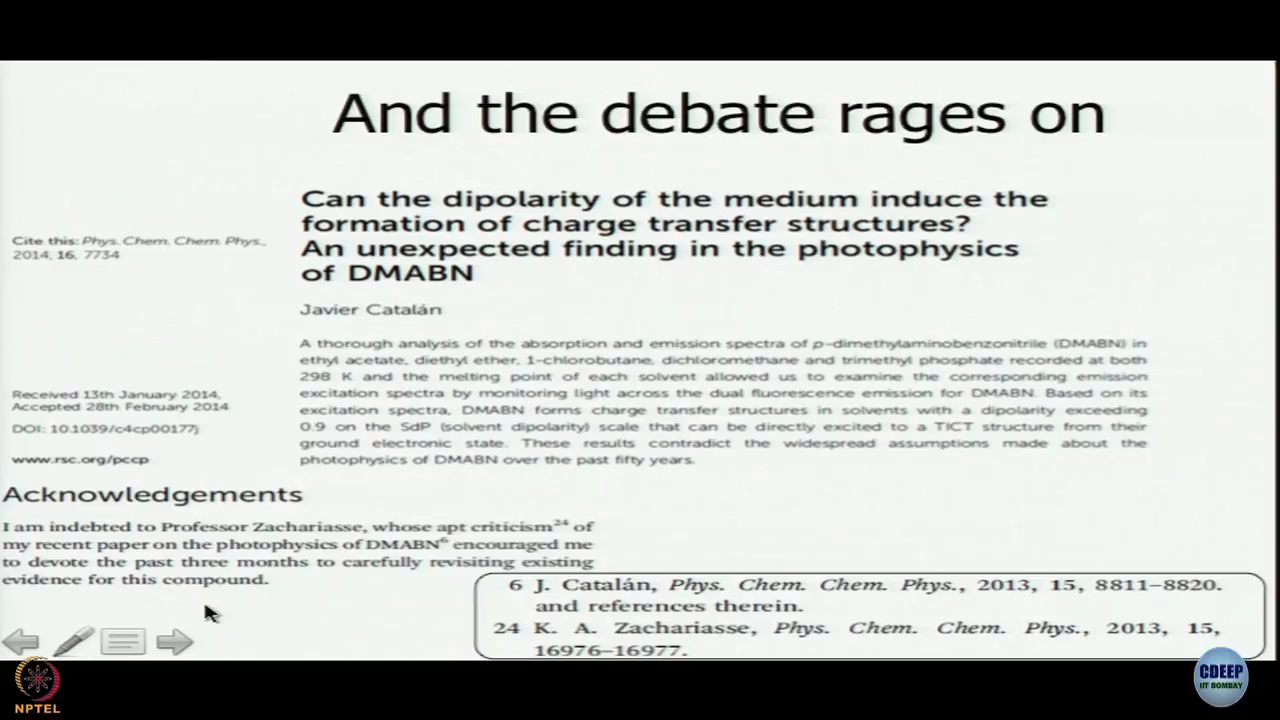 And the debate rages on
Can the dipolarity of the medium induce the
formation of charge transfer structures?
An unexpected finding in the photophysics
of DMABN
Cite this: Phys. Chem. Chem. Phys.,
2014, 16, 7734
Javier Catalán
A thorough analysis of the absorption and emission spectra of p-dimethylaminobenzonitrile (DMABN) in
ethyl acetate, diethyl ether, 1-chlorobutane, dichloromethane and trimethyl phosphate recorded at both
298 K and the melting point of each solvent allowed us to examine the corresponding emission
excitation spectra by monitoring light across the dual fluorescence emission for DMABN. Based on its
excitation spectra, DMABN forms charge transfer structures in solvents with a dipolarity exceeding
0.9 on the SdP (solvent dipolarity) scale that can be directly excited to a TICT structure from their
ground electronic state. These results contradict the widespread assumptions made about the
photophysics of DMABN over the past fifty years.
Received 13th January 2014,
Accepted 28th February 2014
DOI: 10.1039/c4cp00177j
www.rsc.org/pccp
Acknowledgements
I am indebted to Professor Zachariasse, whose apt criticism24 of
my recent paper on the photophysics of DMABN6 encouraged me
to devote the past three months to carefully revisiting existing
evidence for this compound.
6 J. Catalán, Phys. Chem. Chem. Phys., 2013, 15, 8811–8820.
and references therein.
24 K. A. Zachariasse, Phys. Chem. Chem. Phys., 2013, 15,
16976–16977.
NPTEL
CDEEP
IIT BOMBAY